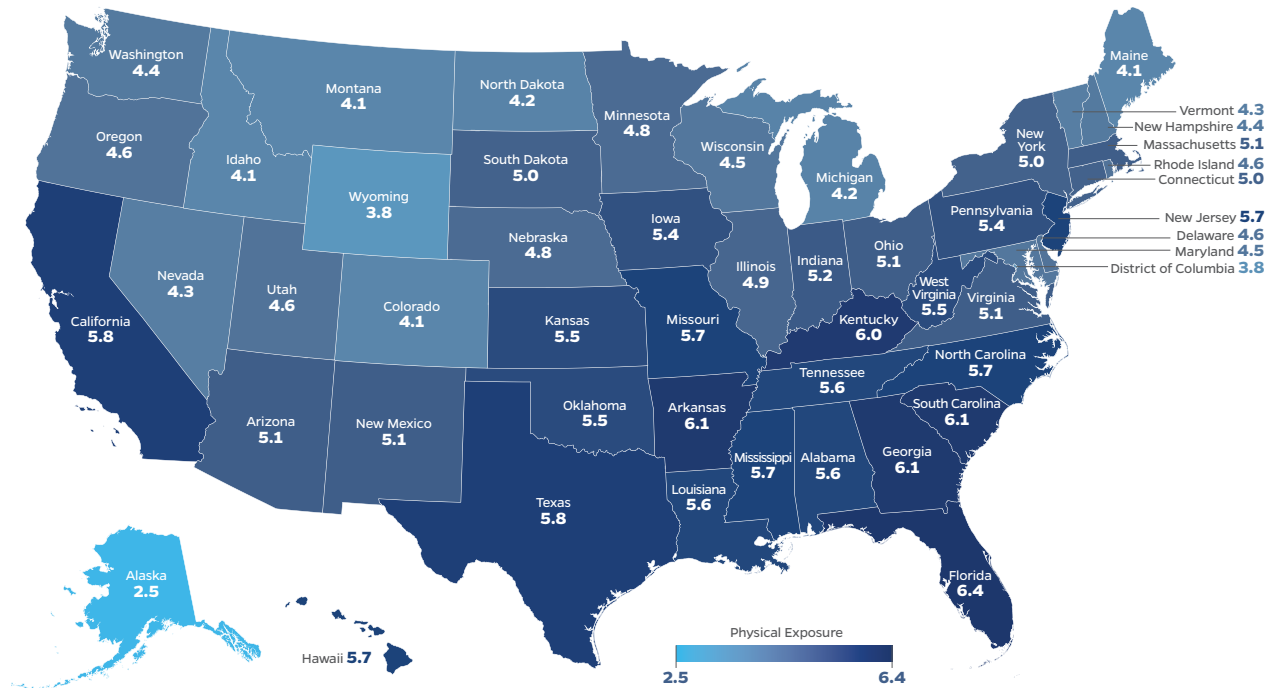 Washington
4.4
Oregon
4.6
California
5.8
Nevada
4.3
Idaho
4.1
Montana
4.1
Wyoming
3.8
Utah
4.6
Colorado
4.1
Arizona
5.1
New Mexico
5.1
North Dakota
4.2
South Dakota
5.0
Nebraska
4.8
Kansas
5.5
Oklahoma
5.5
Texas
5.8
Minnesota
4.8
Iowa
5.4
Missouri
5.7
Arkansas
6.1
Louisiana
5.6
Wisconsin
4.5
Illinois
4.9
Michigan
4.2
Indiana
5.2
Ohio
5.1
Kentucky
6.0
Tennessee
5.6
Mississippi
5.7
Alabama
5.6
Georgia
6.1
Florida
6.4
South Carolina
6.1
North Carolina
5.7
Virginia
5.1
West
Virginia
5.5
Pennsylvania
5.4
New
York
5.0
Maine
4.1
Vermont 4.3
New Hampshire 4.4
Massachusetts 5.1
Rhode Island 4.6
Connecticut 5.0
New Jersey 5.7
Delaware 4.6
Maryland 4.5
District of Columbia 3.8
Alaska
2.5
Hawaii 5.7
Physical Exposure
2.5
6.4